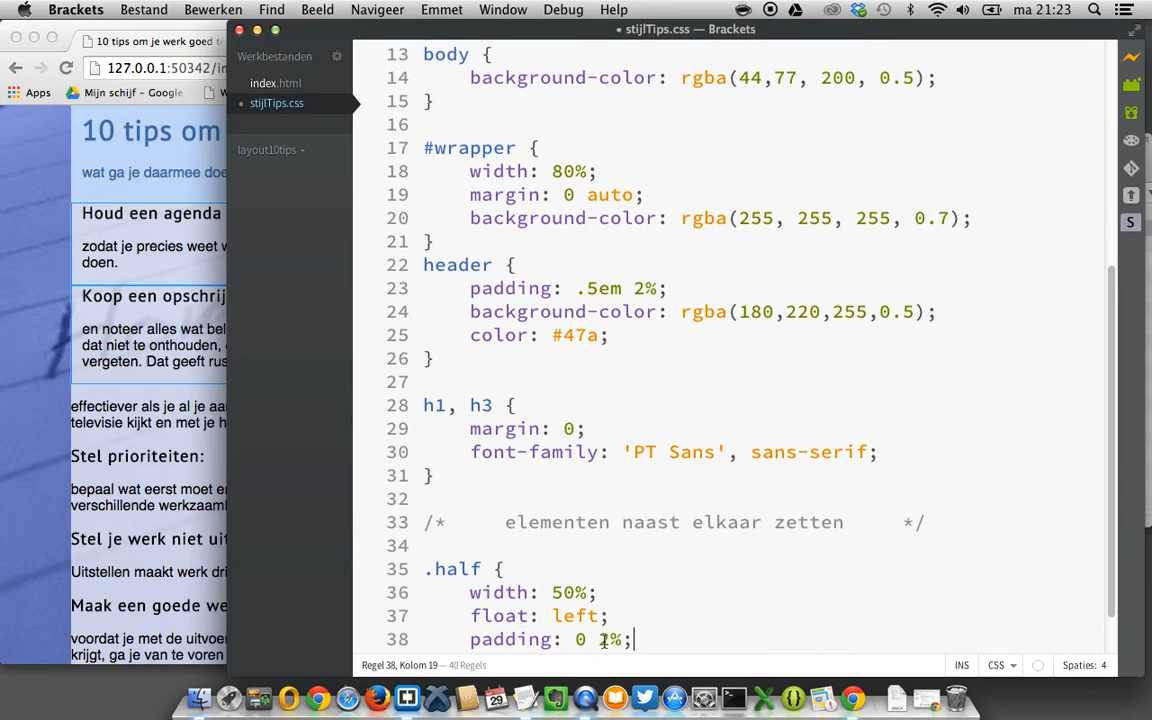 Brackets Bestand Bewerken Find Beeld Navigeer Emmet Window Debug Help ma 21:23
10 tips om je werk goed t
127.0.0.1:50342/in
Apps Mijn schijf - Google
10 tips om
wat ga je daarmee doe
Houd een agenda
zodat je precies weet w
doen.
Koop een opschrij
en noteer alles wat bel
dat niet te onthouden,
vergeten. Dat geeft rus
effectiever als je al je aa
televisie kijkt en met je h
Stel prioriteiten:
bepaal wat eerst moet e
verschillende werkzaam
Stel je werk niet uit
Uitstellen maakt werk dri
Maak een goede we
voordat je met de uitvoe
krijgt, ga je van te voren
stijlTips.css — Brackets
Werkbestanden
index.html
stijlTips.css
layout10tips
13 body {
14 background-color: rgba(44,77, 200, 0.5);
15 }
16
17 #wrapper {
18 width: 80%;
19 margin: 0 auto;
20 background-color: rgba(255, 255, 255, 0.7);
21 }
22 header {
23 padding: .5em 2%;
24 background-color: rgba(180,220,255,0.5);
25 color: #47a;
26 }
27
28 h1, h3 {
29 margin: 0;
30 font-family: 'PT Sans', sans-serif;
31 }
32
33 /* elementen naast elkaar zetten */
34
35 .half {
36 width: 50%;
37 float: left;
38 padding: 0 2%;
Regel 38, Kolom 19 — 40 Regels INS CSS Spaties: 4